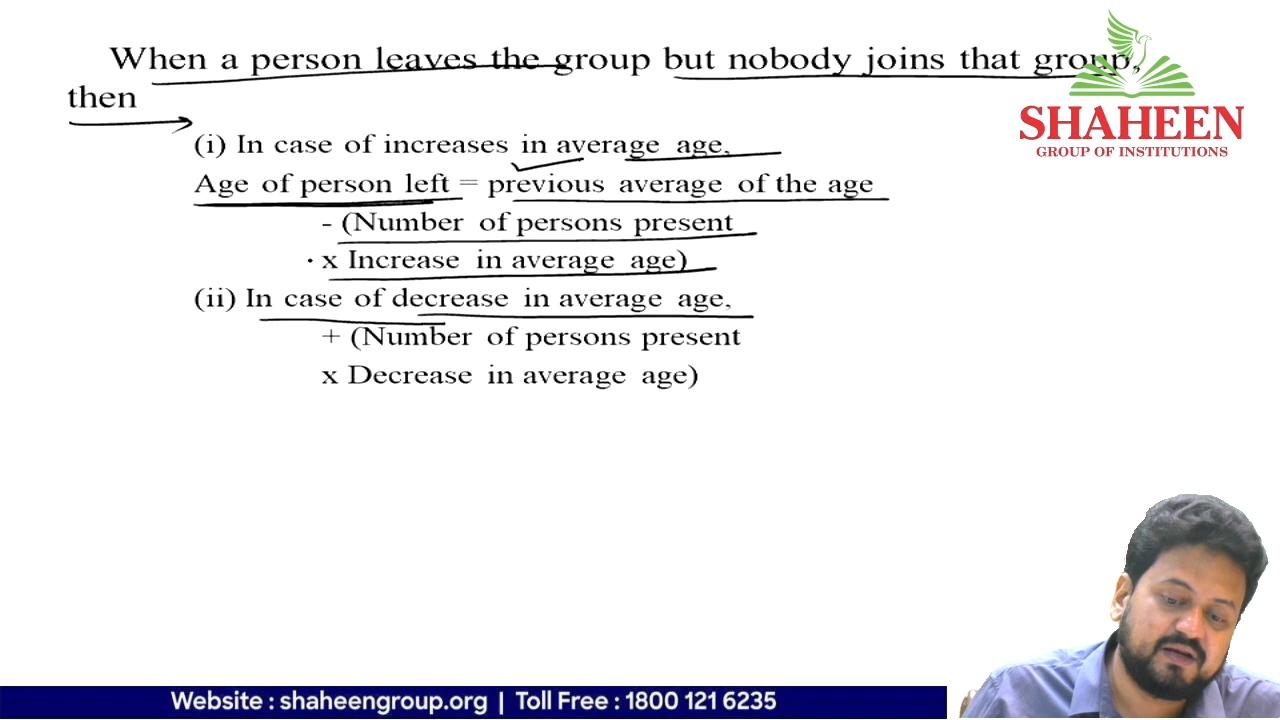 When a person leaves the group but nobody joins that group,
then
(i) In case of increases in average age,
Age of person left = previous average of the age
- (Number of persons present
x Increase in average age)
(ii) In case of decrease in average age,
+ (Number of persons present
x Decrease in average age)
SHAHEEN
GROUP OF INSTITUTIONS
Website : shaheengroup.org | Toll Free : 1800 121 6235